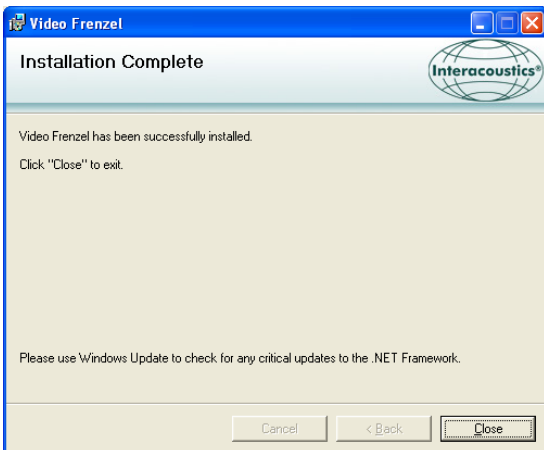 Video Frenzel
Installation Complete
Interacoustics®
Video Frenzel has been successfully installed.
Click "Close" to exit.
Please use Windows Update to check for any critical updates to the .NET Framework.
Cancel
< Back
Close